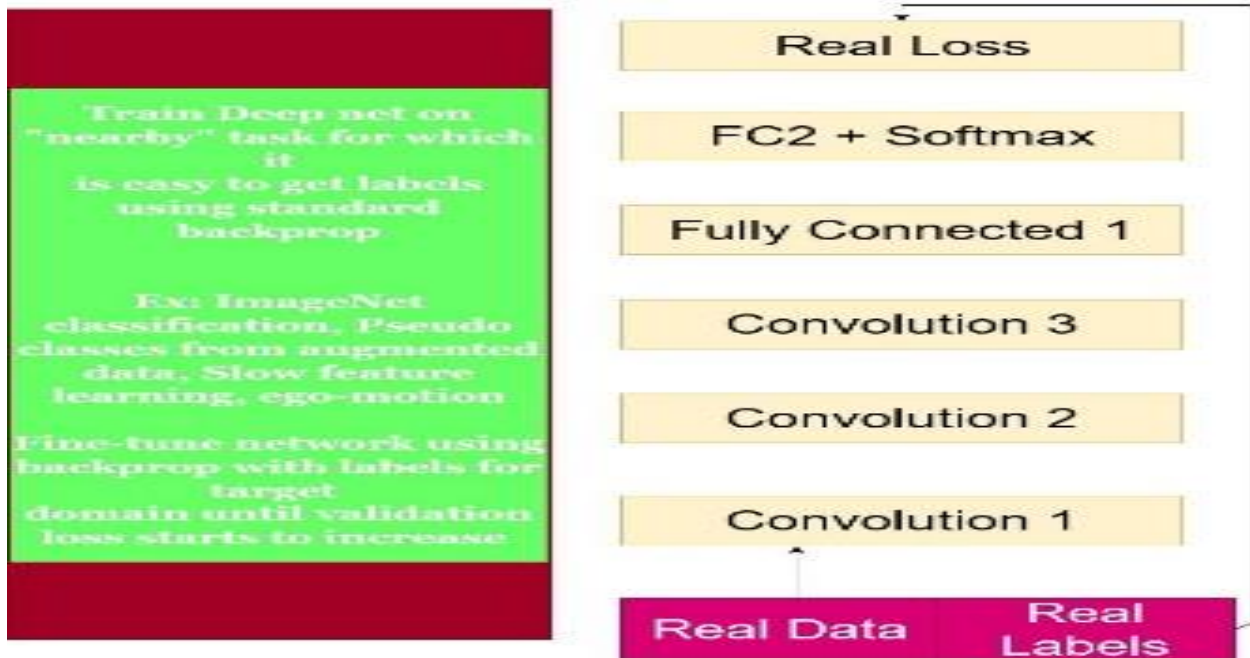 Train Deep net on
"nearby" task for which
it
is easy to get labels
using standard
backprop
Ex: ImageNet
classification, Pseudo
classes from augmented
data, Slow feature
learning, ego-motion
Fine-tune network using
backprop with labels for
target
domain until validation
loss starts to increase
Real Loss
FC2 + Softmax
Fully Connected 1
Convolution 3
Convolution 2
Convolution 1
Real Data
Real
Labels